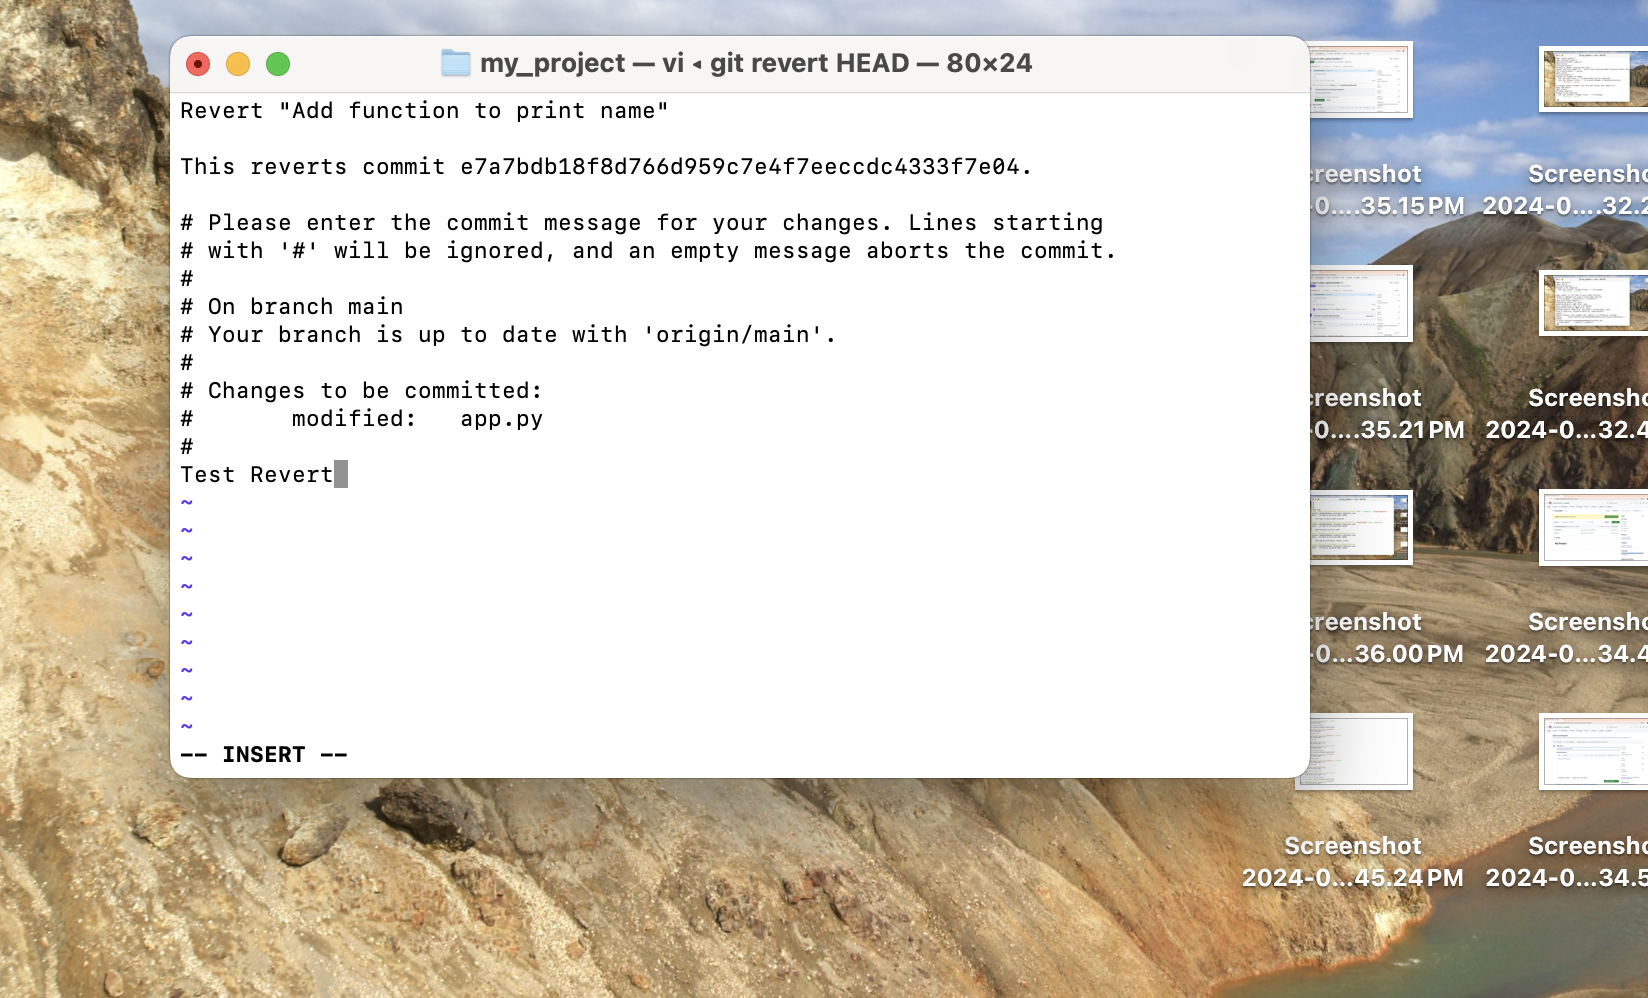 my_project — vi ◂ git revert HEAD — 80×24
Revert "Add function to print name"
This reverts commit e7a7bdb18f8d766d959c7e4f7eeccdc4333f7e04.
# Please enter the commit message for your changes. Lines starting
# with '#' will be ignored, and an empty message aborts the commit.
#
# On branch main
# Your branch is up to date with 'origin/main'.
#
# Changes to be committed:
#       modified:   app.py
#
Test Revert
~
~
~
~
~
~
~
~
~
-- INSERT --
creenshot
-0....35.15 PM
Screensho
2024-0....32.2
creenshot
-0....35.21 PM
Screensho
2024-0...32.4
creenshot
-0...36.00 PM
Screensho
2024-0...34.4
Screenshot
2024-0...45.24 PM
Screensho
2024-0...34.5